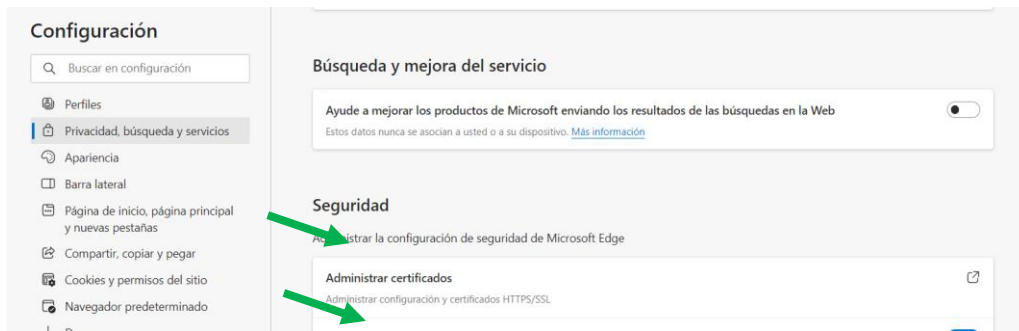 Configuración
Buscar en configuración
Perfiles
Privacidad, búsqueda y servicios
Apariencia
Barra lateral
Página de inicio, página principal
y nuevas pestañas
Compartir, copiar y pegar
Cookies y permisos del sitio
Navegador predeterminado
Búsqueda y mejora del servicio
Ayude a mejorar los productos de Microsoft enviando los resultados de las búsquedas en la Web
Estos datos nunca se asocian a usted o a su dispositivo. Más información
Seguridad
Administrar la configuración de seguridad de Microsoft Edge
Administrar certificados
Administrar configuración y certificados HTTPS/SSL